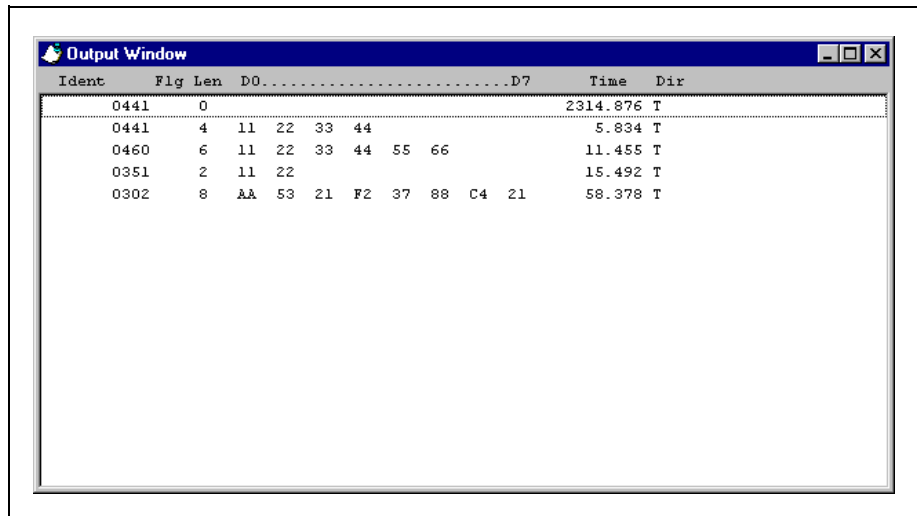 Output Window
Ident Flg Len D0..........................D7 Time Dir
0441 0 2314.876 T
0441 4 11 22 33 44 5.834 T
0460 6 11 22 33 44 55 66 11.455 T
0351 2 11 22 15.492 T
0302 8 AA 53 21 F2 37 88 C4 21 58.378 T